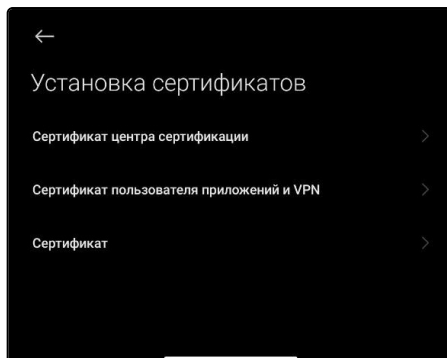 Установка сертификатов
Сертификат центра сертификации
Сертификат пользователя приложений и VPN
Сертификат